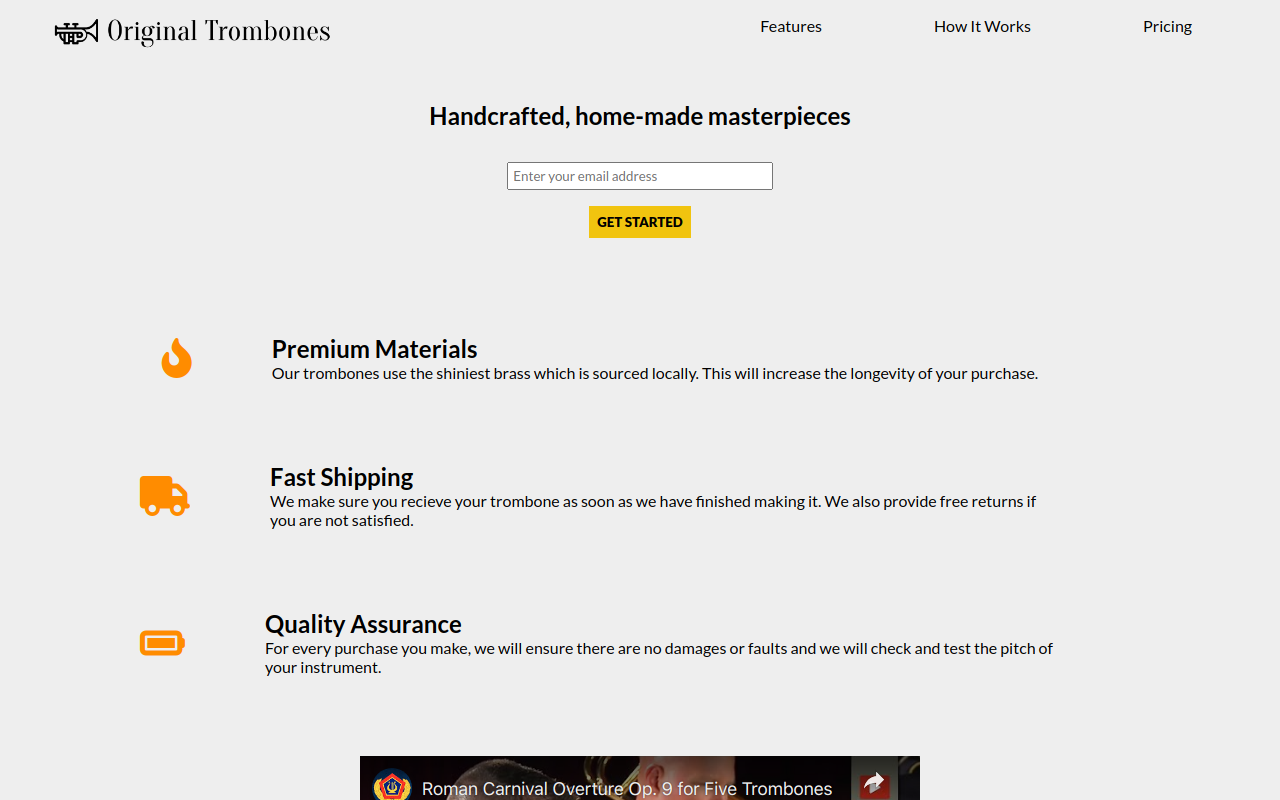 Original Trombones
Features
How It Works
Pricing
Handcrafted, home-made masterpieces
Enter your email address
GET STARTED
Premium Materials
Our trombones use the shiniest brass which is sourced locally. This will increase the longevity of your purchase.
Fast Shipping
We make sure you recieve your trombone as soon as we have finished making it. We also provide free returns if
you are not satisfied.
Quality Assurance
For every purchase you make, we will ensure there are no damages or faults and we will check and test the pitch of
your instrument.
Roman Carnival Overture Op. 9 for Five Trombones